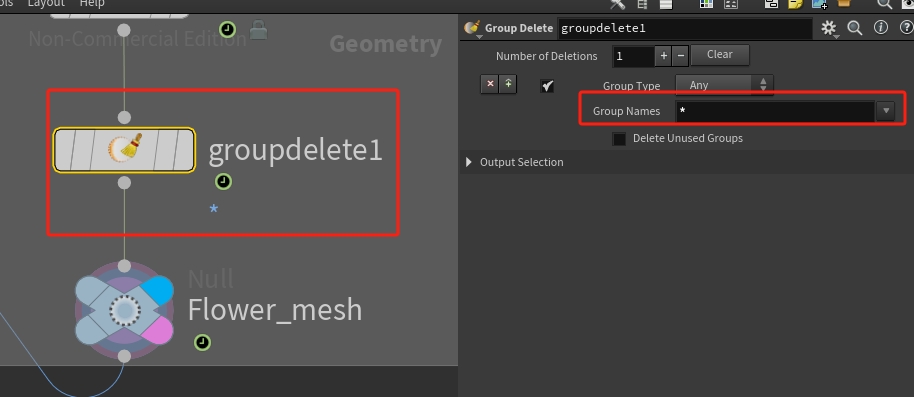 Layout Help
Non-Commercial Edition
Geometry
groupdelete1
*
Null
Flower_mesh
Group Delete groupdelete1
Number of Deletions 1 + − Clear
Group Type Any
Group Names *
Delete Unused Groups
Output Selection